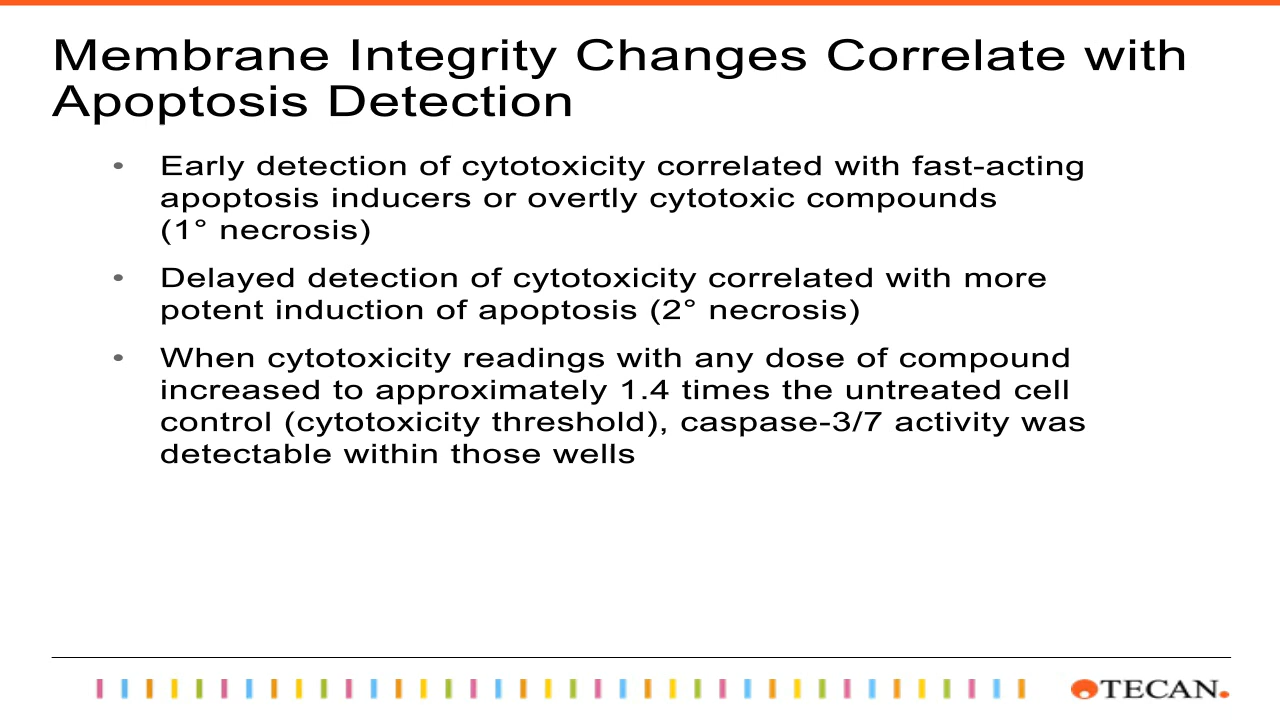 Membrane Integrity Changes Correlate with
Apoptosis Detection
• Early detection of cytotoxicity correlated with fast-acting
apoptosis inducers or overtly cytotoxic compounds
(1° necrosis)
• Delayed detection of cytotoxicity correlated with more
potent induction of apoptosis (2° necrosis)
• When cytotoxicity readings with any dose of compound
increased to approximately 1.4 times the untreated cell
control (cytotoxicity threshold), caspase-3/7 activity was
detectable within those wells
TECAN.